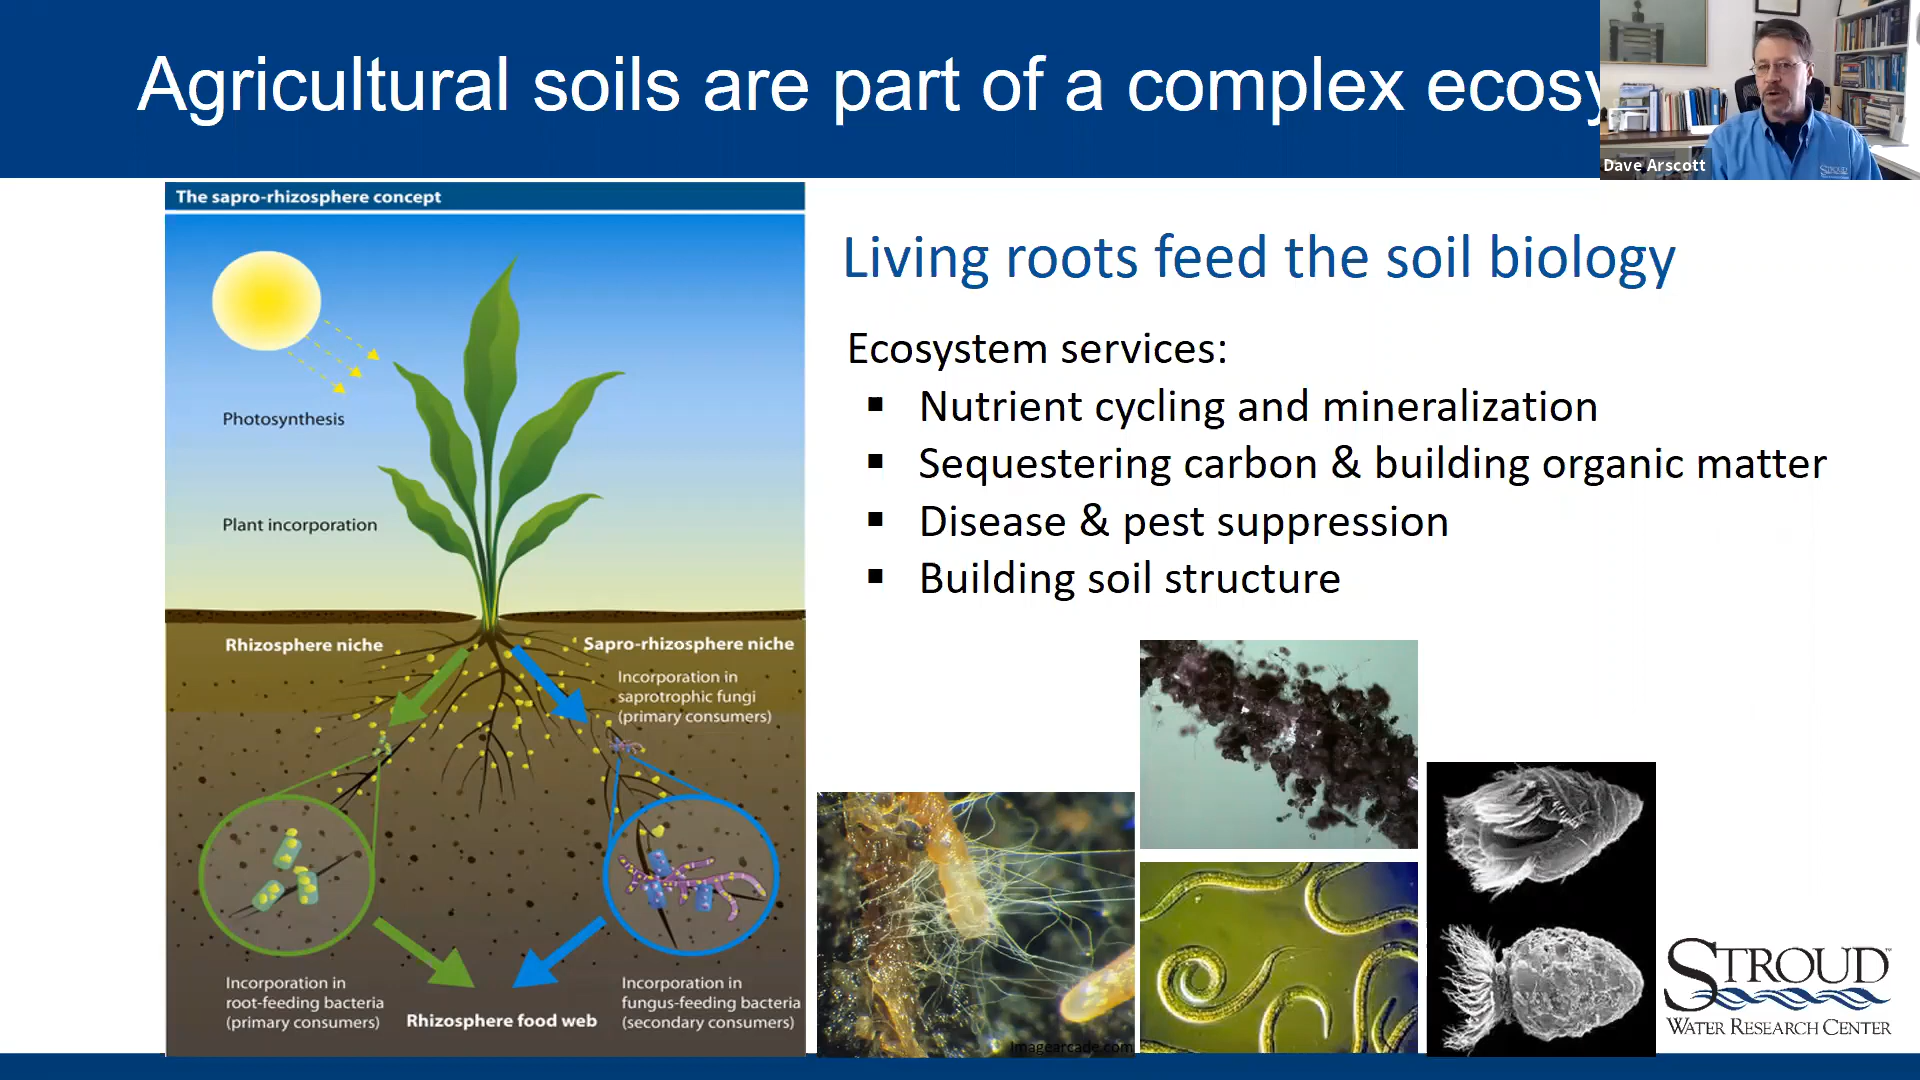 Agricultural soils are part of a complex ecosy
Dave Arscott
STROUD
The sapro-rhizosphere concept
Photosynthesis
Plant incorporation
Rhizosphere niche
Sapro-rhizosphere niche
Incorporation in
saprotrophic fungi
(primary consumers)
Incorporation in
root-feeding bacteria
(primary consumers)
Rhizosphere food web
Incorporation in
fungus-feeding bacteria
(secondary consumers)
Living roots feed the soil biology
Ecosystem services:
▪ Nutrient cycling and mineralization
▪ Sequestering carbon & building organic matter
▪ Disease & pest suppression
▪ Building soil structure
Imagearcade.com
STROUD™
WATER RESEARCH CENTER